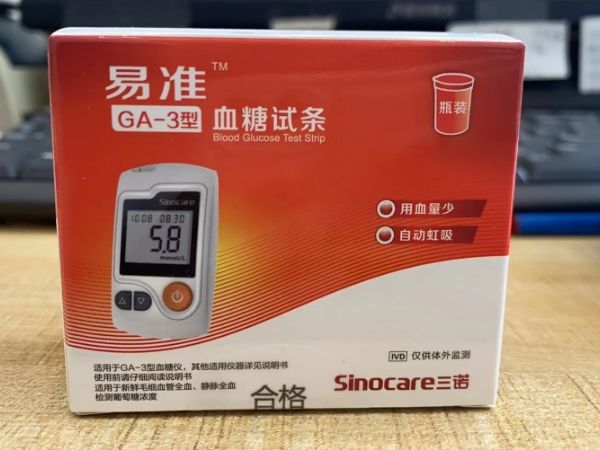 易准™
GA-3型 血糖试条
Blood Glucose Test Strip
瓶装
Sinocare
1008 0830
5.8
mmol/L
用血量少
自动虹吸
适用于GA-3型血糖仪，其他适用仪器详见说明书
使用前请仔细阅读说明书
适用于新鲜毛细血管全血、静脉全血
检测葡萄糖浓度
合格
IVD 仅供体外监测
Sinocare三诺